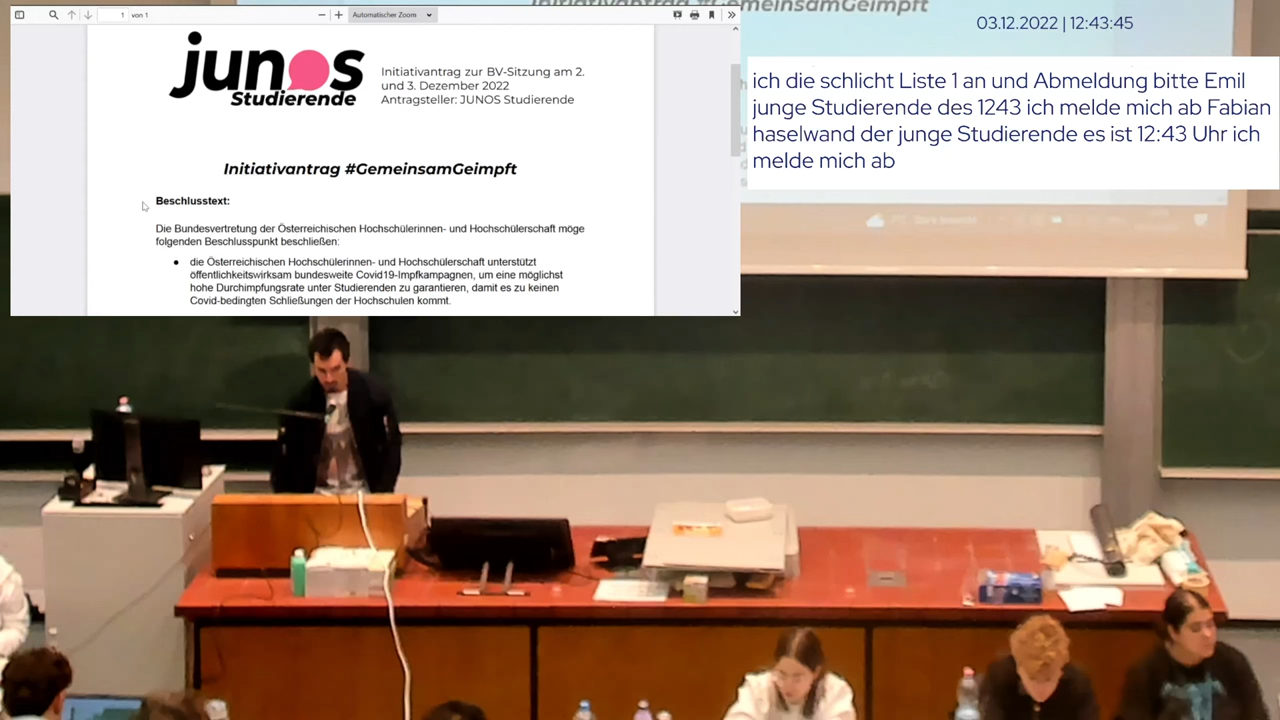 Initiativantrag #GemeinsamGeimpft
03.12.2022 | 12:43:45
1 von 1
Automatischer Zoom
junos
Studierende
Initiativantrag zur BV-Sitzung am 2.
und 3. Dezember 2022
Antragsteller: JUNOS Studierende
Initiativantrag #GemeinsamGeimpft
Beschlusstext:
Die Bundesvertretung der Österreichischen Hochschülerinnen- und Hochschülerschaft möge
folgenden Beschlusspunkt beschließen:
die Österreichischen Hochschülerinnen- und Hochschülerschaft unterstützt
öffentlichkeitswirksam bundesweite Covid19-Impfkampagnen, um eine möglichst
hohe Durchimpfungsrate unter Studierenden zu garantieren, damit es zu keinen
Covid-bedingten Schließungen der Hochschulen kommt.
ich die schlicht Liste 1 an und Abmeldung bitte Emil
junge Studierende des 1243 ich melde mich ab Fabian
haselwand der junge Studierende es ist 12:43 Uhr ich
melde mich ab